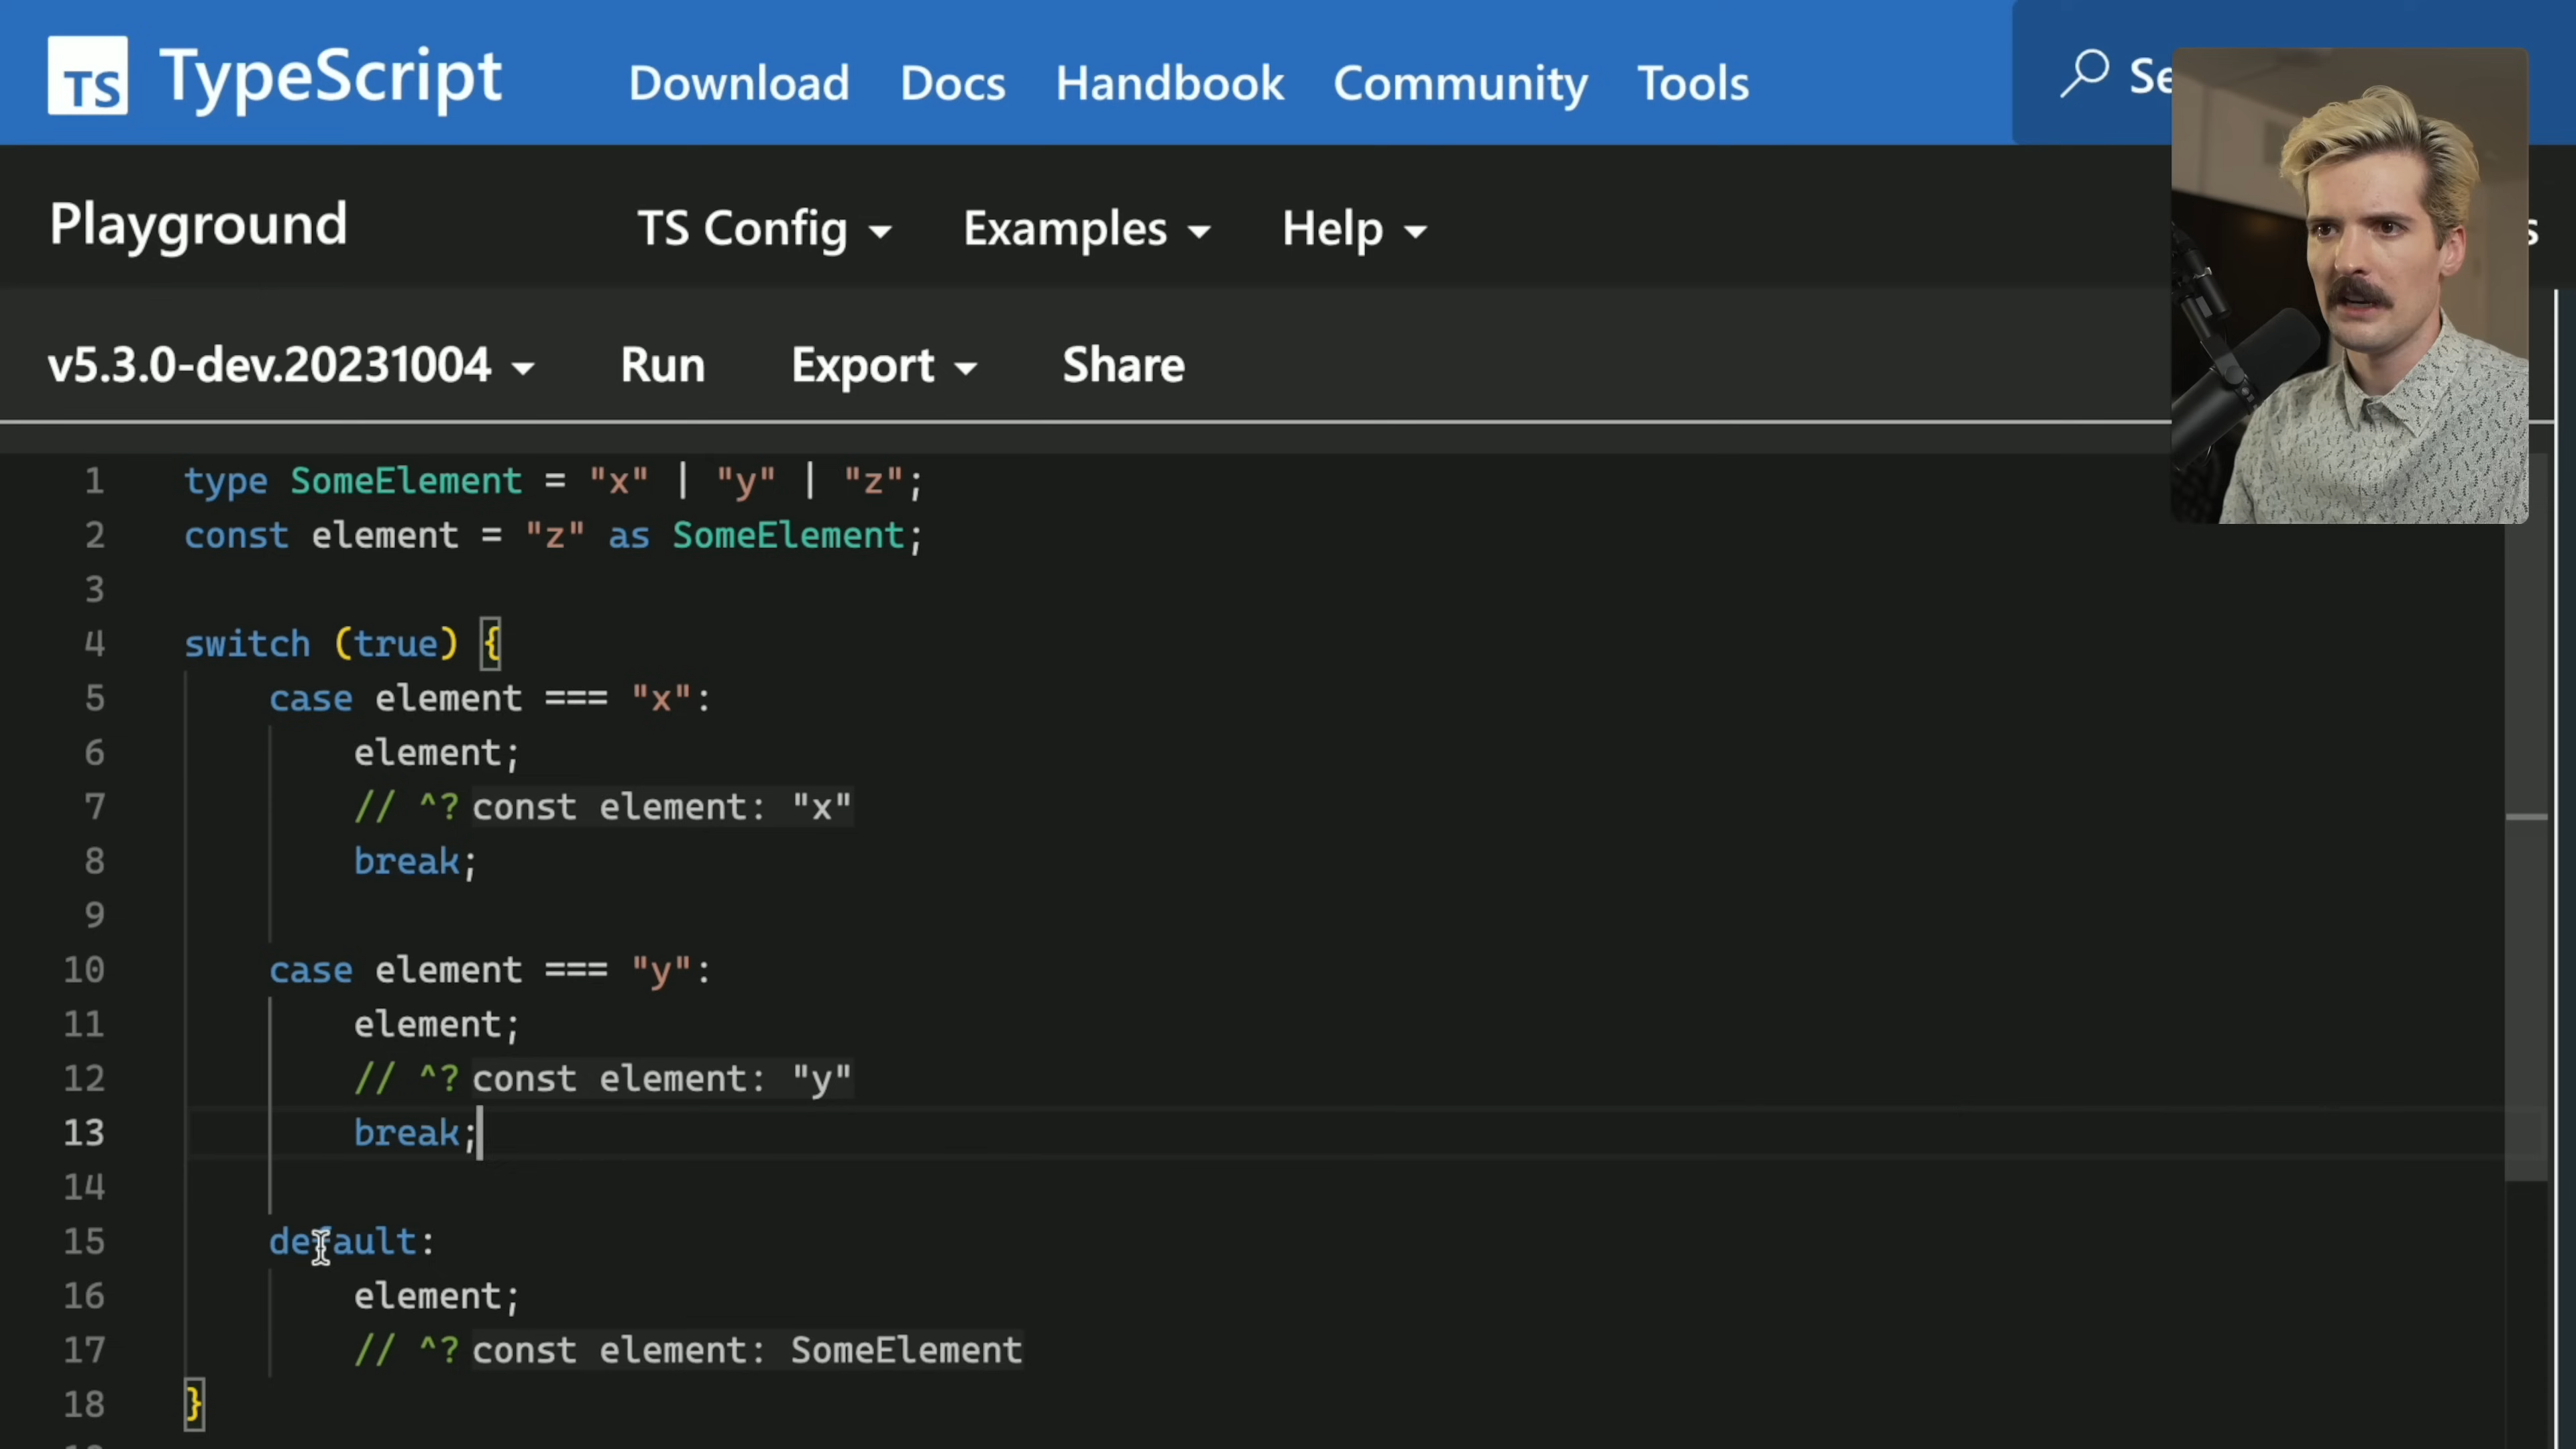 TS TypeScript Download Docs Handbook Community Tools Se
Playground TS Config Examples Help s
v5.3.0-dev.20231004 Run Export Share
1 type SomeElement = "x" | "y" | "z";
2 const element = "z" as SomeElement;
3
4 switch (true) {
5 case element === "x":
6 element;
7 // ^? const element: "x"
8 break;
9
10 case element === "y":
11 element;
12 // ^? const element: "y"
13 break;
14
15 default:
16 element;
17 // ^? const element: SomeElement
18 }